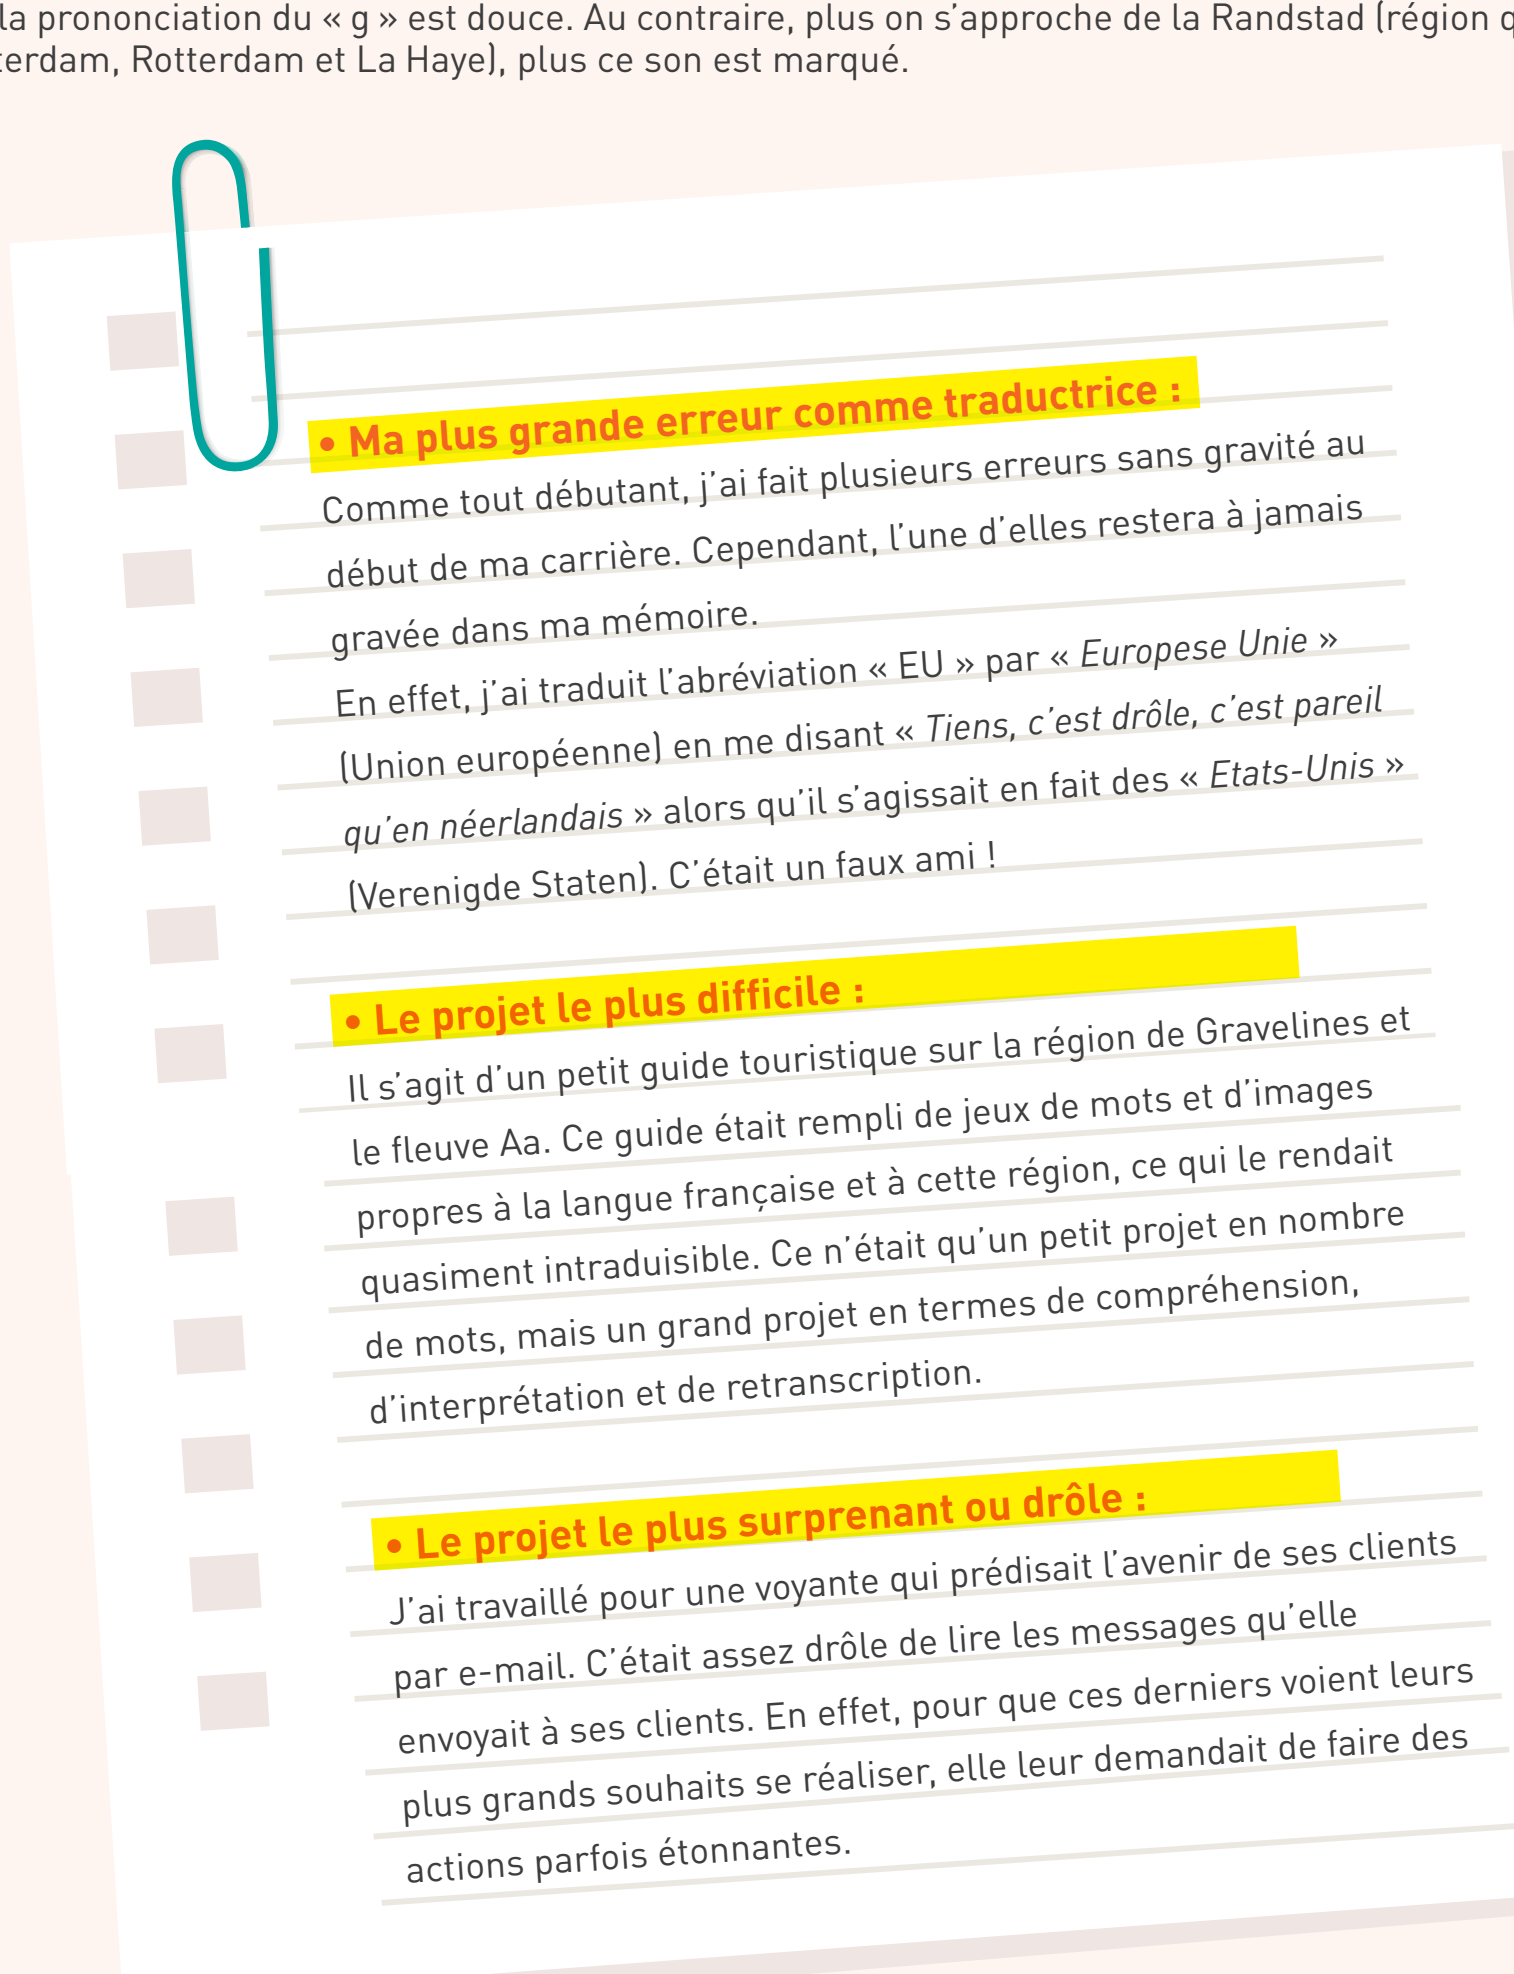 la prononciation du « g » est douce. Au contraire, plus on s’approche de la Randstad (région
Rotterdam et La Haye), plus ce son est marqué.
• Ma plus grande erreur comme traductrice :
Comme tout débutant, j’ai fait plusieurs erreurs sans gravité au
début de ma carrière. Cependant, l’une d’elles restera à jamais
gravée dans ma mémoire.
En effet, j’ai traduit l’abréviation « EU » par « Europese Unie »
(Union européenne) en me disant « Tiens, c’est drôle, c’est pareil
qu’en néerlandais » alors qu’il s’agissait en fait des « Etats-Unis »
(Verenigde Staten). C’était un faux ami !
• Le projet le plus difficile :
Il s’agit d’un petit guide touristique sur la région de Gravelines et
le fleuve Aa. Ce guide était rempli de jeux de mots et d’images
propres à la langue française et à cette région, ce qui le rendait
quasiment intraduisible. Ce n’était qu’un petit projet en nombre
de mots, mais un grand projet en termes de compréhension,
d’interprétation et de retranscription.
• Le projet le plus surprenant ou drôle :
J’ai travaillé pour une voyante qui prédisait l’avenir de ses clients
par e-mail. C’était assez drôle de lire les messages qu’elle
envoyait à ses clients. En effet, pour que ces derniers voient leurs
plus grands souhaits se réaliser, elle leur demandait de faire des
actions parfois étonnantes.